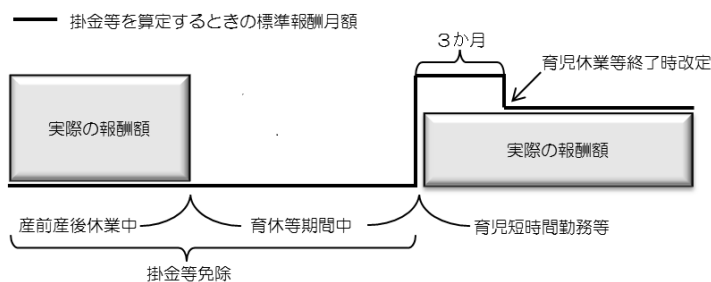 掛金等を算定するときの標準報酬月額
3か月
育児休業等終了時改定
実際の報酬額
実際の報酬額
産前産後休業中
育休等期間中
育児短時間勤務等
掛金等免除